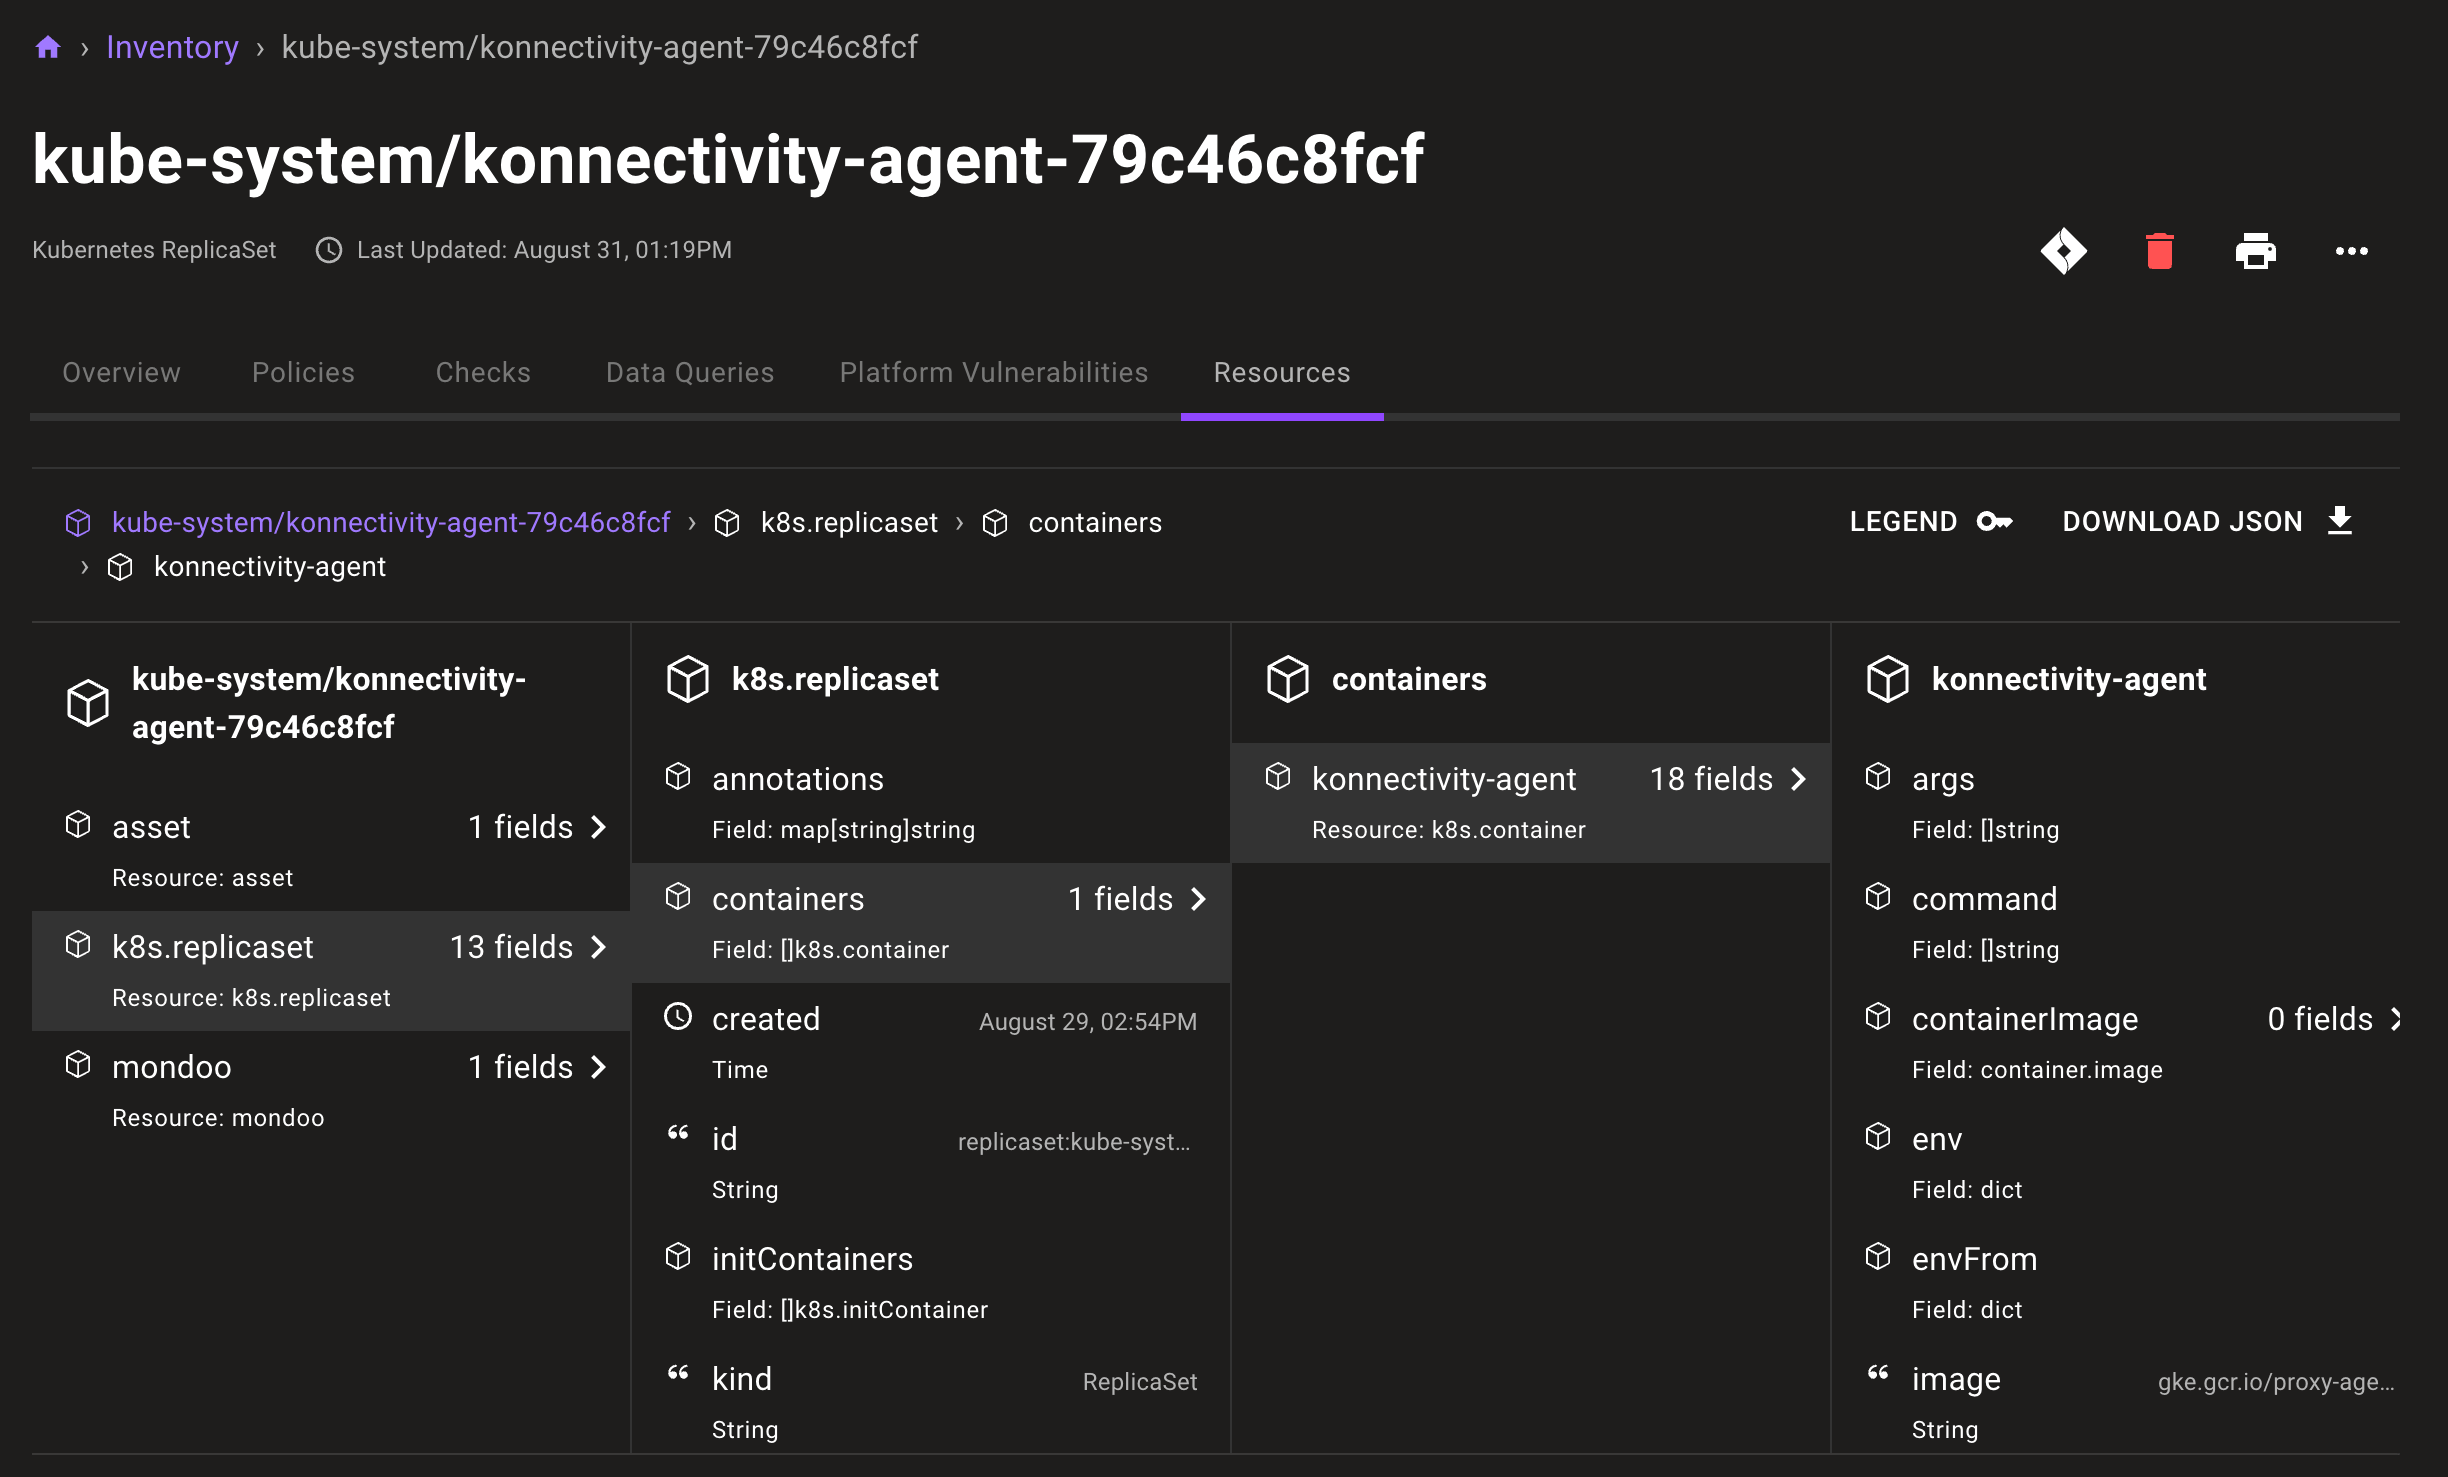 › Inventory › kube-system/konnectivity-agent-79c46c8fcf
kube-system/konnectivity-agent-79c46c8fcf
Kubernetes ReplicaSet Last Updated: August 31, 01:19PM
Overview Policies Checks Data Queries Platform Vulnerabilities Resources
kube-system/konnectivity-agent-79c46c8fcf › k8s.replicaset › containers
› konnectivity-agent
LEGEND DOWNLOAD JSON
kube-system/konnectivity-
agent-79c46c8fcf
asset 1 fields
Resource: asset
k8s.replicaset 13 fields
Resource: k8s.replicaset
mondoo 1 fields
Resource: mondoo
k8s.replicaset
annotations
Field: map[string]string
containers 1 fields
Field: []k8s.container
created August 29, 02:54PM
Time
id replicaset:kube-syst...
String
initContainers
Field: []k8s.initContainer
kind ReplicaSet
String
containers
konnectivity-agent 18 fields
Resource: k8s.container
konnectivity-agent
args
Field: []string
command
Field: []string
containerImage 0 fields
Field: container.image
env
Field: dict
envFrom
Field: dict
image gke.gcr.io/proxy-age...
String